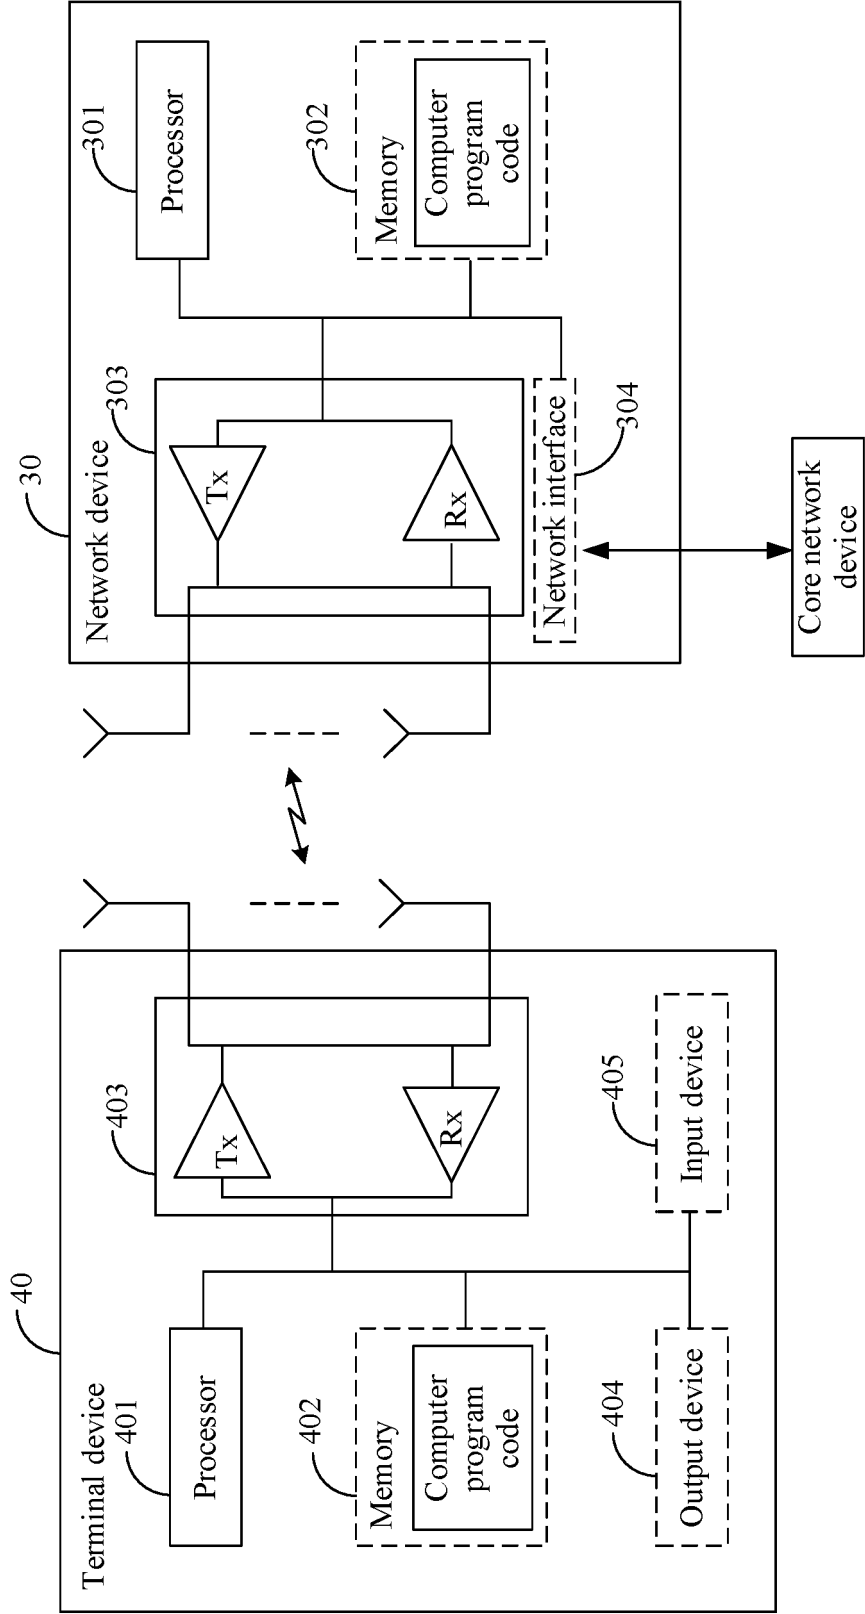 40
Terminal device
401
Processor
402
Memory
Computer
program
code
403
Tx
Rx
404
Output device
405
Input device
30
Network device
303
Tx
Rx
301
Processor
302
Memory
Computer
program
code
Network interface
304
Core network
device